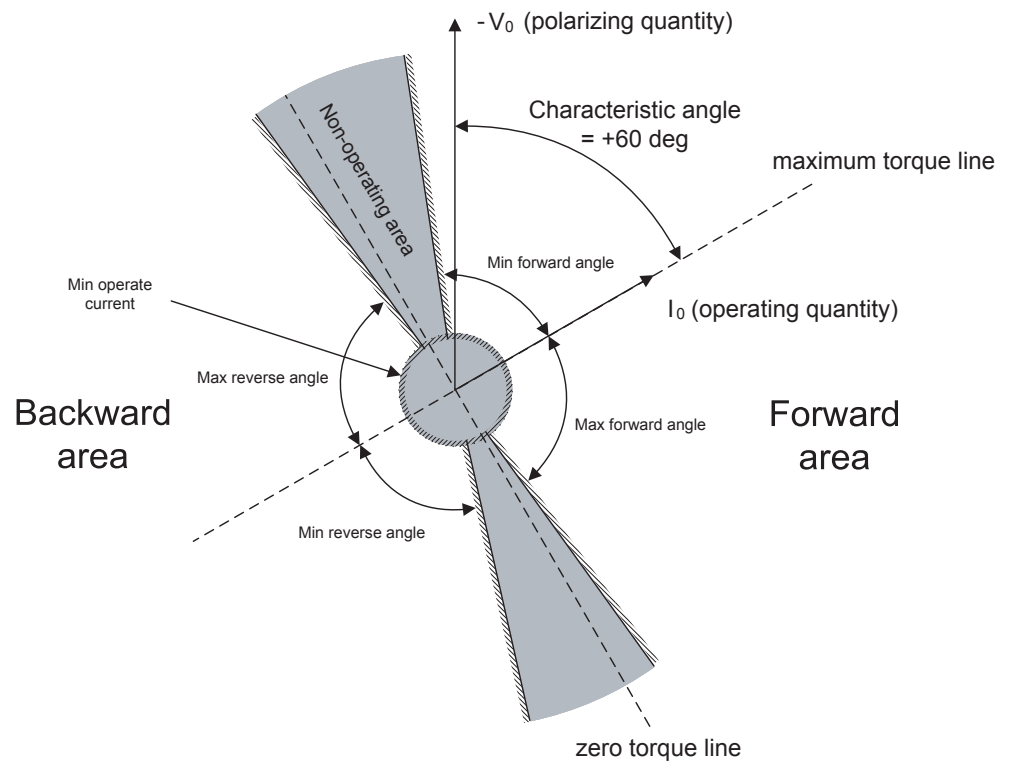 - V0 (polarizing quantity)
Characteristic angle
= +60 deg
maximum torque line
Non-operating area
Min forward angle
Min operate
current
I0 (operating quantity)
Max reverse angle
Backward
area
Forward
area
Max forward angle
Min reverse angle
zero torque line